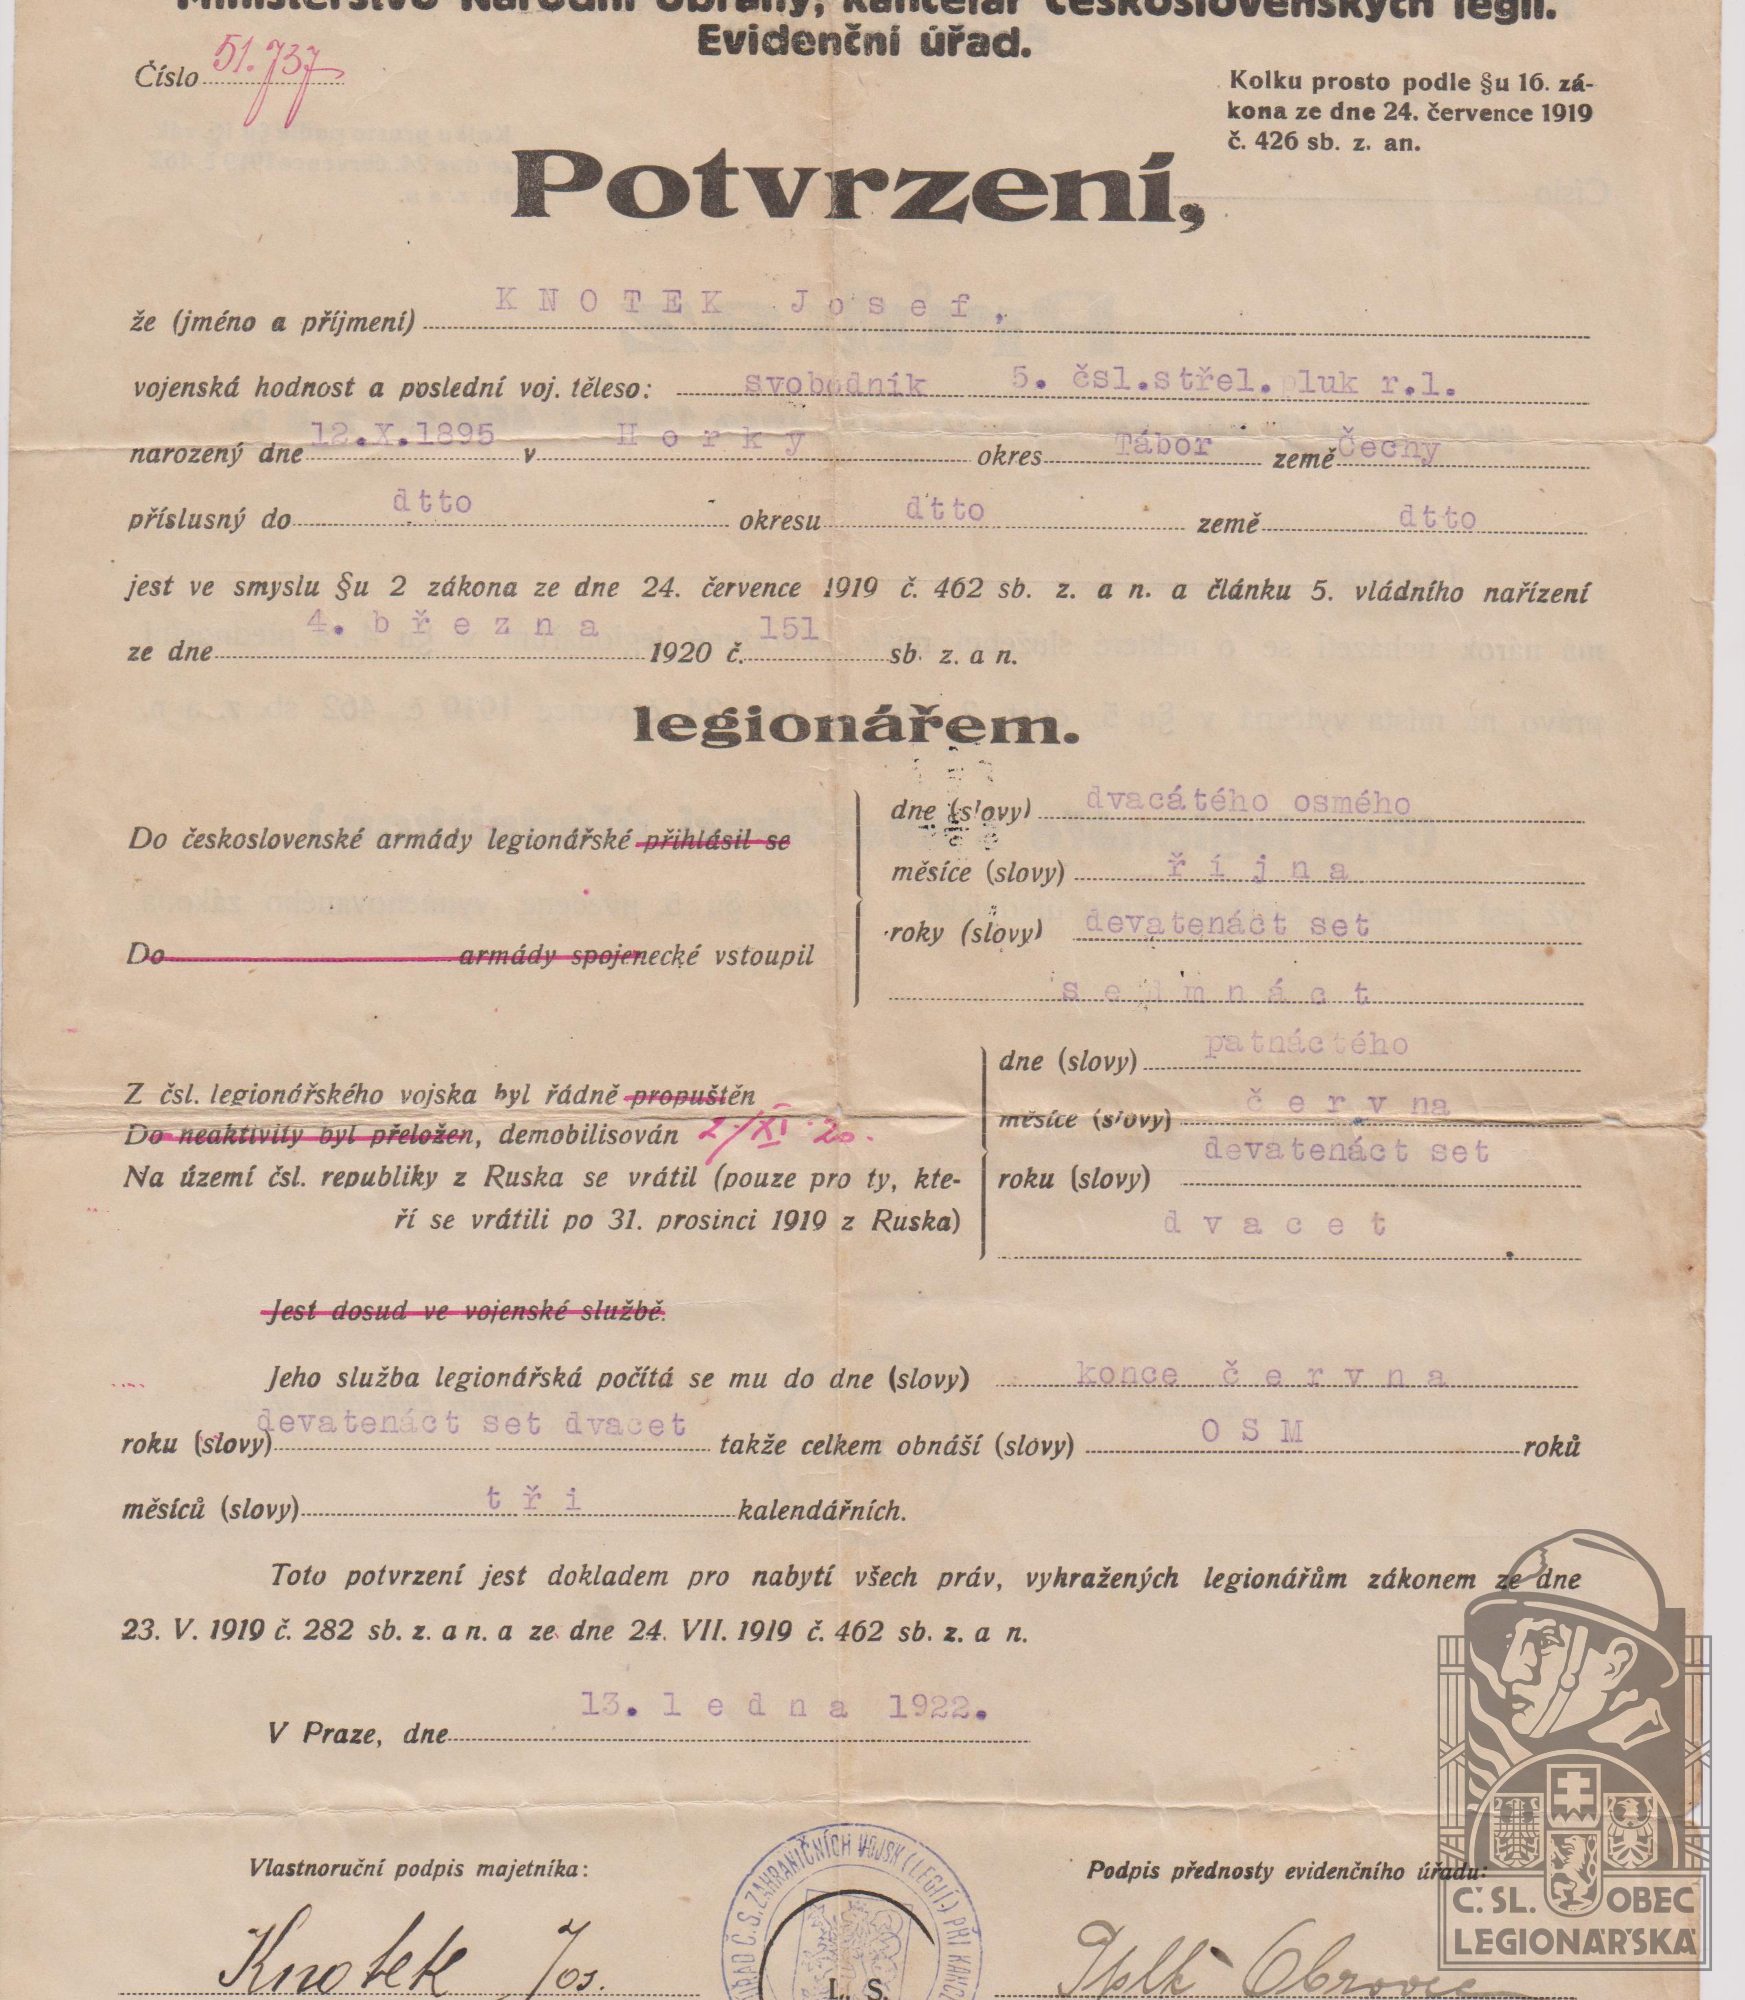 Ministerstvo Národní obrany, kancelář československých legií.
Evidenční úřad.
Číslo 51.737
Kolku prosto podle §u 16. zá-
kona ze dne 24. července 1919
č. 426 sb. z. an.
Potvrzení,
že (jméno a příjmení) KNOTEK Josef,
vojenská hodnost a poslední voj. těleso: svobodník 5. čsl.střel.pluk r.l.
narozený dne 12.X.1895 v Horky okres Tábor země Čechy
příslusný do dtto okresu dtto země dtto
jest ve smyslu §u 2 zákona ze dne 24. července 1919 č. 462 sb. z. a n. a článku 5. vládního nařízení
ze dne 4. března 1920 č. 151 sb. z. a n.
legionářem.
Do československé armády legionářské přihlásil se
Do armády spojenecké vstoupil
dne (slovy) dvacátého osmého
měsíce (slovy) října
roky (slovy) devatenáct set
sedmnáct
Z čsl. legionářského vojska byl řádně propuštěn
Do neaktivity byl přeložen, demobilisován 2/XI 20.
Na území čsl. republiky z Ruska se vrátil (pouze pro ty, kte-
ří se vrátili po 31. prosinci 1919 z Ruska)
dne (slovy) patnáctého
měsíce (slovy) června
roku (slovy) devatenáct set
dvacet
Jest dosud ve vojenské službě.
Jeho služba legionářská počítá se mu do dne (slovy) konce června
roku (slovy) devatenáct set dvacet takže celkem obnáší (slovy) OSM roků
měsíců (slovy) tři kalendářních.
Toto potvrzení jest dokladem pro nabytí všech práv, vyhražených legionářům zákonem ze dne
23. V. 1919 č. 282 sb. z. a n. a ze dne 24. VII. 1919 č. 462 sb. z. a n.
V Praze, dne 13. ledna 1922.
Vlastnoruční podpis majetníka:
Podpis přednosty evidenčního úřadu:
Knotek Jos.
L. S.
Č.S. ZAHRANIČNÍCH VOJSK (LEGIÍ) PŘI
Č. SL. OBEC
LEGIONÁŘSKÁ